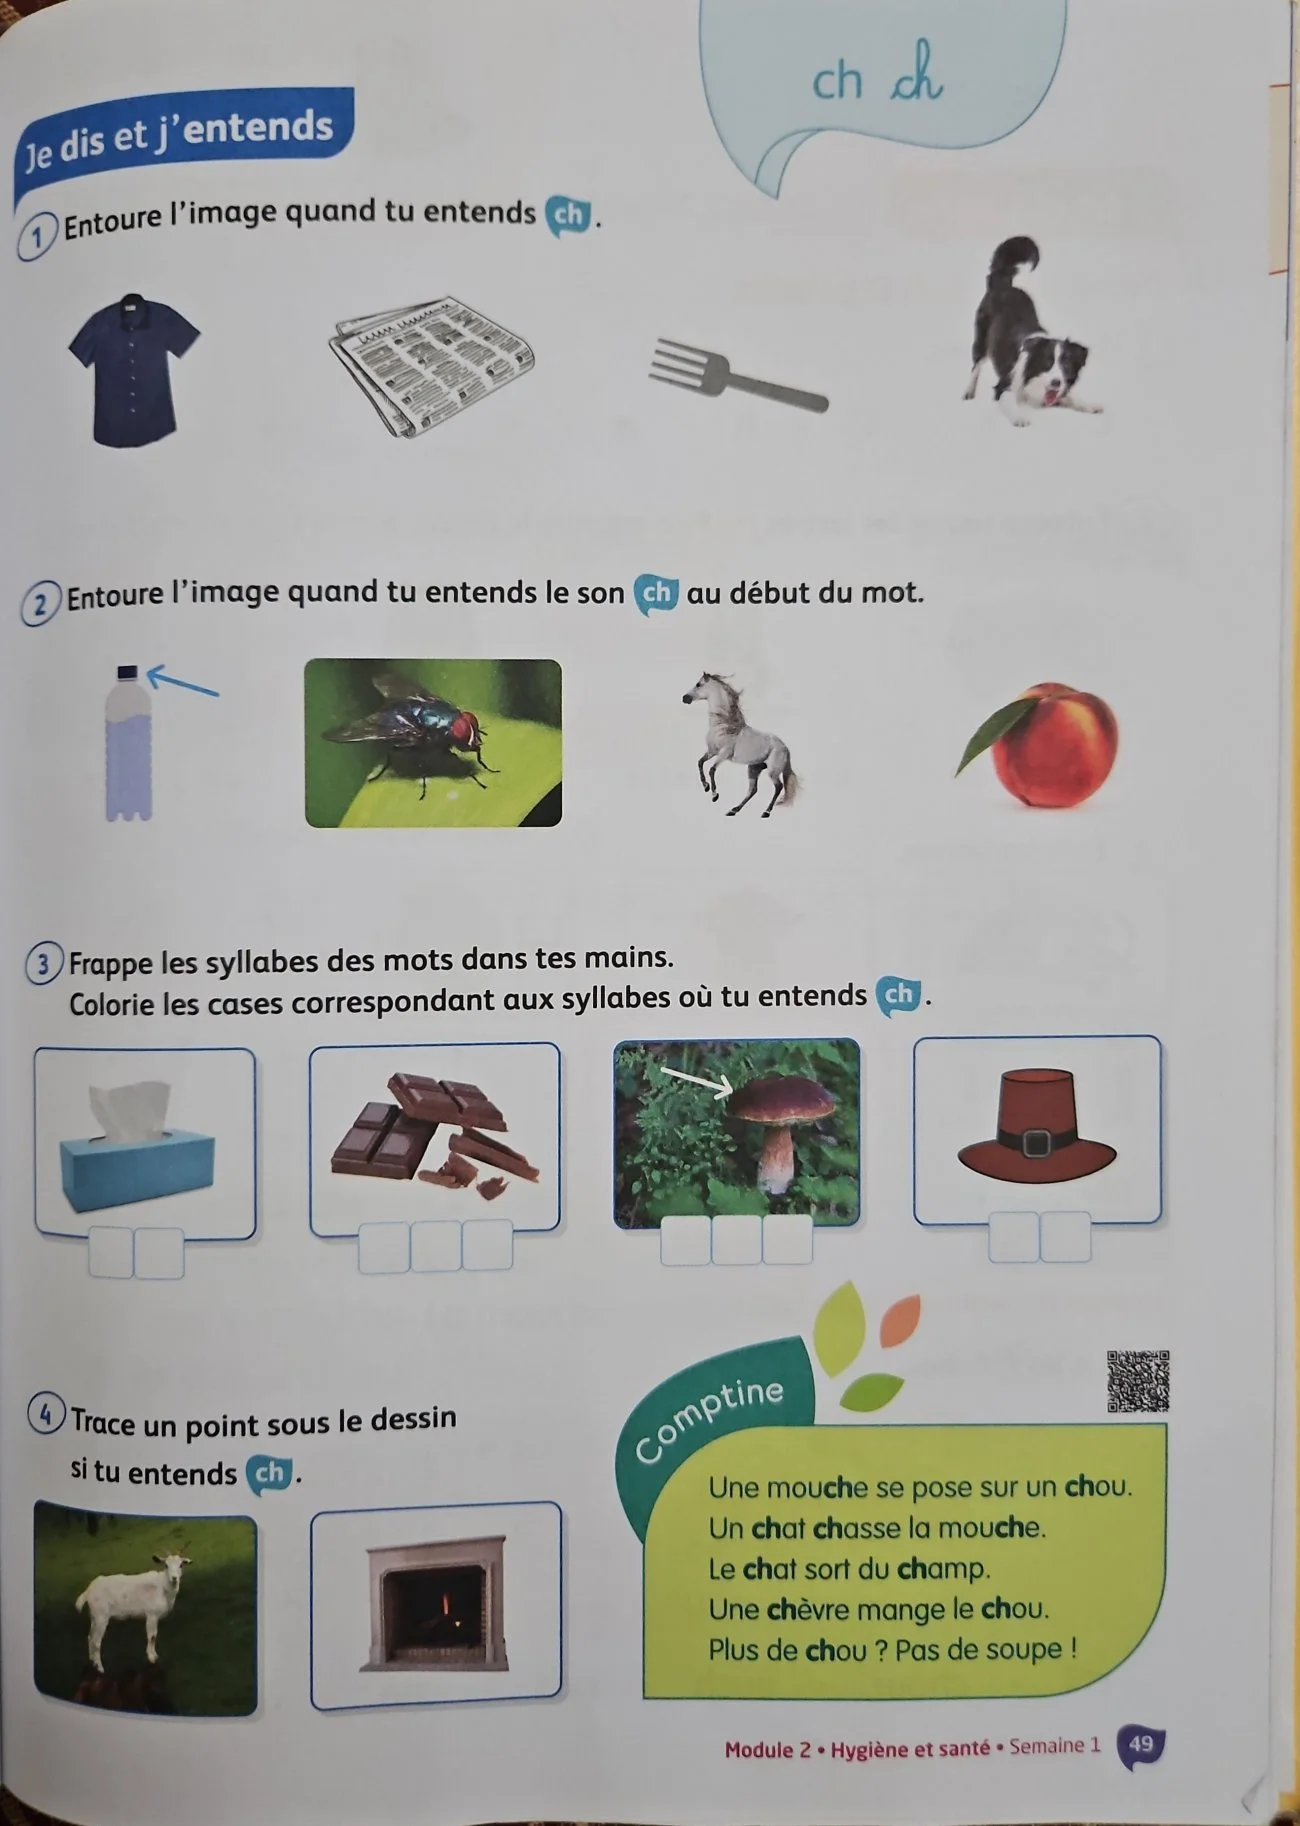 ch ch
Je dis et j'entends
1 Entoure l'image quand tu entends ch.
2 Entoure l'image quand tu entends le son ch au début du mot.
3 Frappe les syllabes des mots dans tes mains.
Colorie les cases correspondant aux syllabes où tu entends ch.
4 Trace un point sous le dessin
si tu entends ch.
Comptine
Une mouche se pose sur un chou.
Un chat chasse la mouche.
Le chat sort du champ.
Une chèvre mange le chou.
Plus de chou ? Pas de soupe !
Module 2 • Hygiène et santé • Semaine 1 49